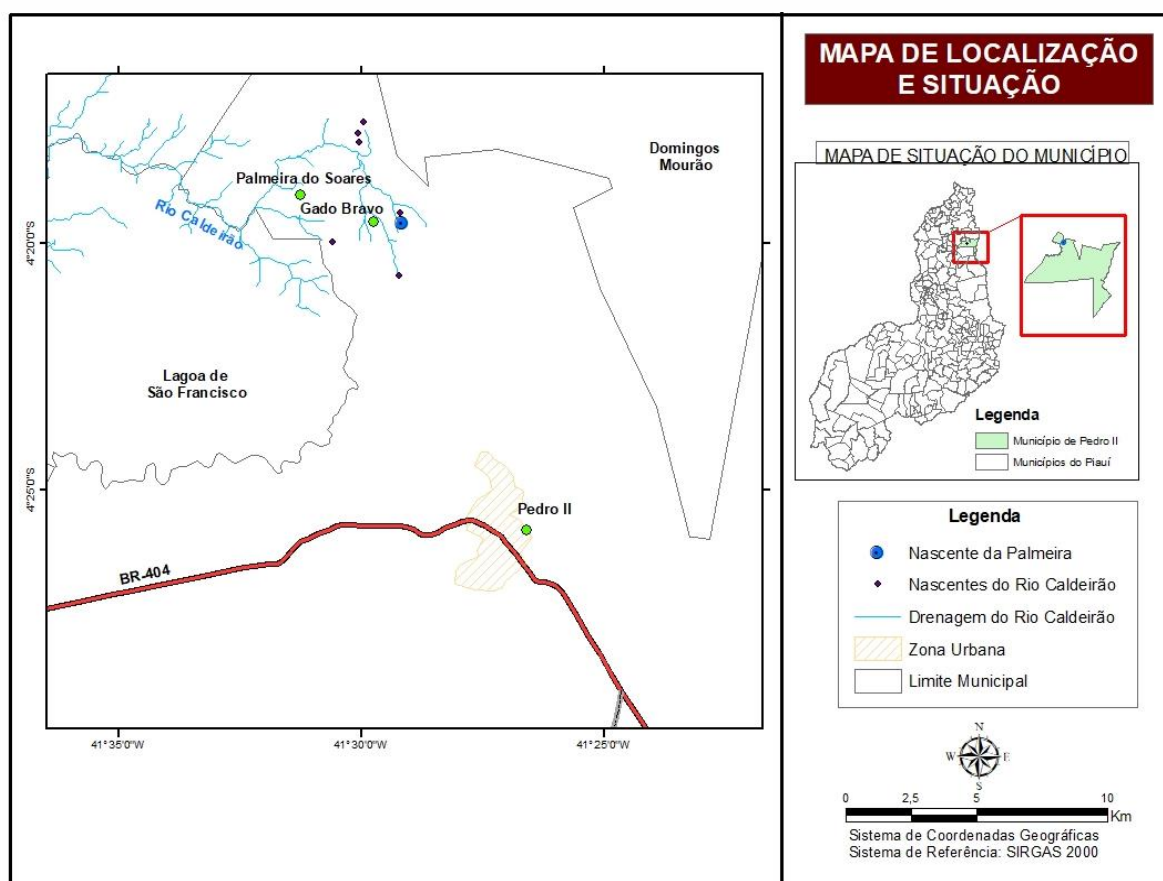 MAPA DE LOCALIZAÇÃO
E SITUAÇÃO
MAPA DE SITUAÇÃO DO MUNICÍPIO
Legenda
Município de Pedro II
Municípios do Piauí
Domingos
Mourão
Palmeira do Soares
Gado Bravo
Rio Caldeirão
4°20'0"S
Lagoa de
São Francisco
4°25'0"S
Pedro II
BR-404
41°35'0"W
41°30'0"W
41°25'0"W
Legenda
Nascente da Palmeira
Nascentes do Rio Caldeirão
Drenagem do Rio Caldeirão
Zona Urbana
Limite Municipal
N
W E
S
0 2,5 5 10
Km
Sistema de Coordenadas Geográficas
Sistema de Referência: SIRGAS 2000